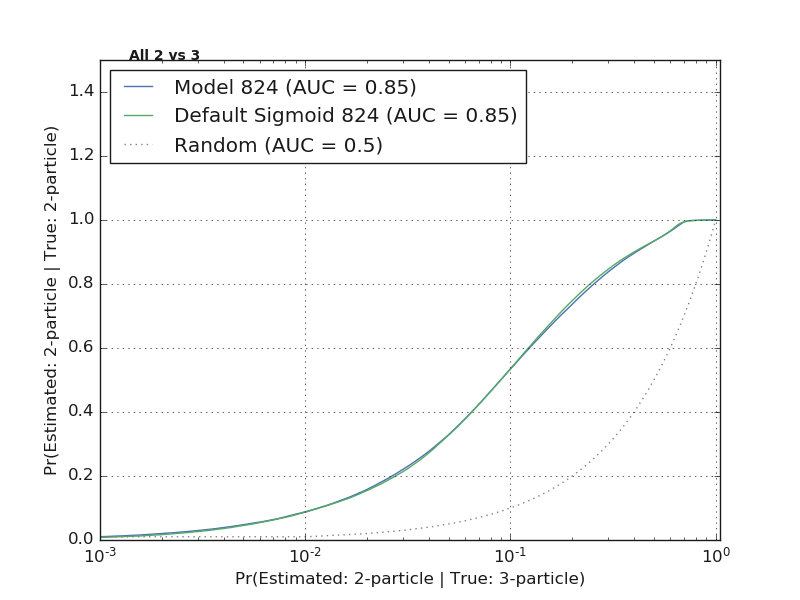 All 2 vs 3
Model 824 (AUC = 0.85)
Default Sigmoid 824 (AUC = 0.85)
Random (AUC = 0.5)
1.4
1.2
1.0
0.8
0.6
0.4
0.2
0.0
Pr(Estimated: 2-particle | True: 2-particle)
10⁻³ 10⁻² 10⁻¹ 10⁰
Pr(Estimated: 2-particle | True: 3-particle)